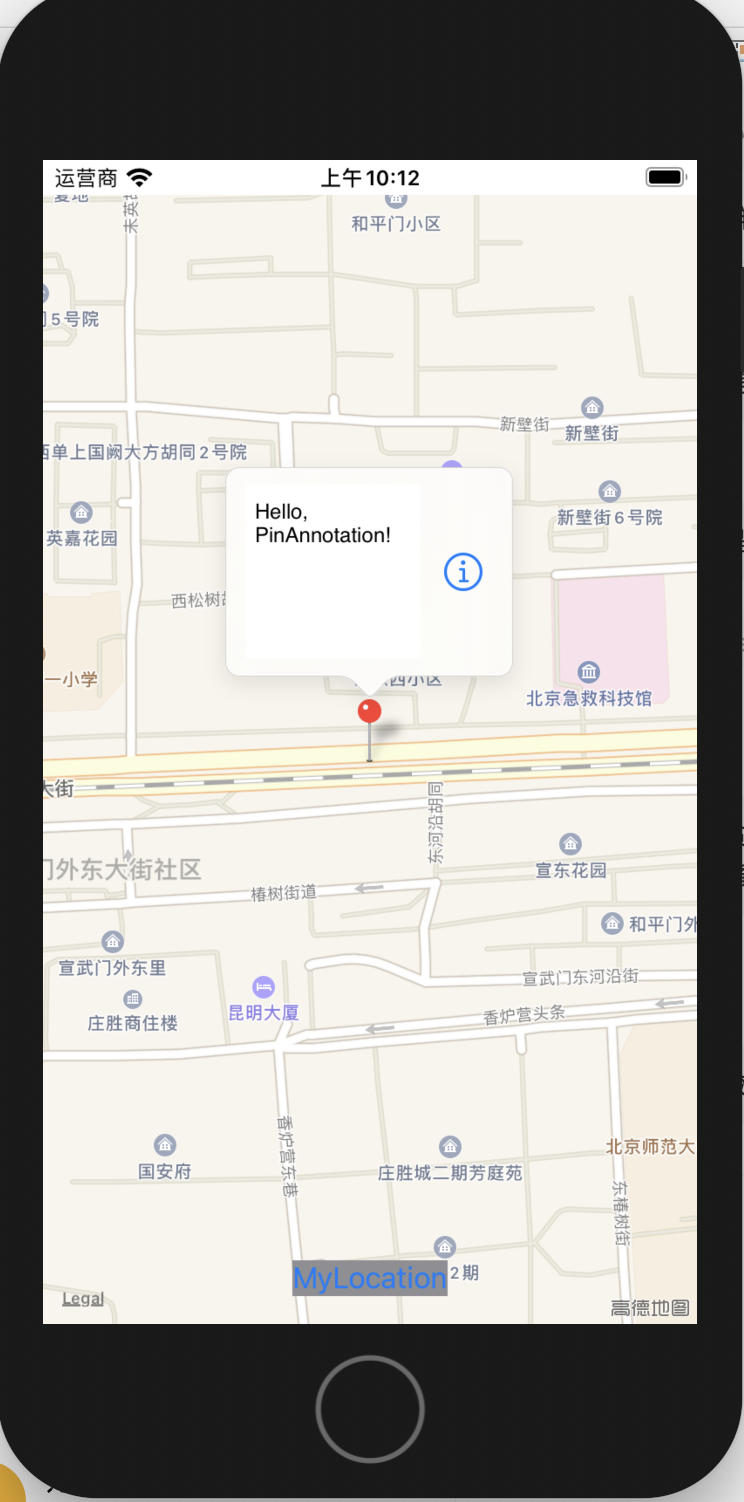 运营商
上午10:12
和平门小区
5号院
新壁街
新壁街
西单上国阙大方胡同2号院
新壁街6号院
英嘉花园
Hello,
PinAnnotation!
西松树
一小学
西小区
北京急救科技馆
大街
东河沿胡同
门外东大街社区
宣东花园
椿树街道
和平门外
宣武门外东里
宣武门东河沿街
庄胜商住楼
昆明大厦
香炉营头条
香炉营东巷
北京师范大
国安府
庄胜城二期芳庭苑
东椿树街
MyLocation
2期
Legal
高德地图